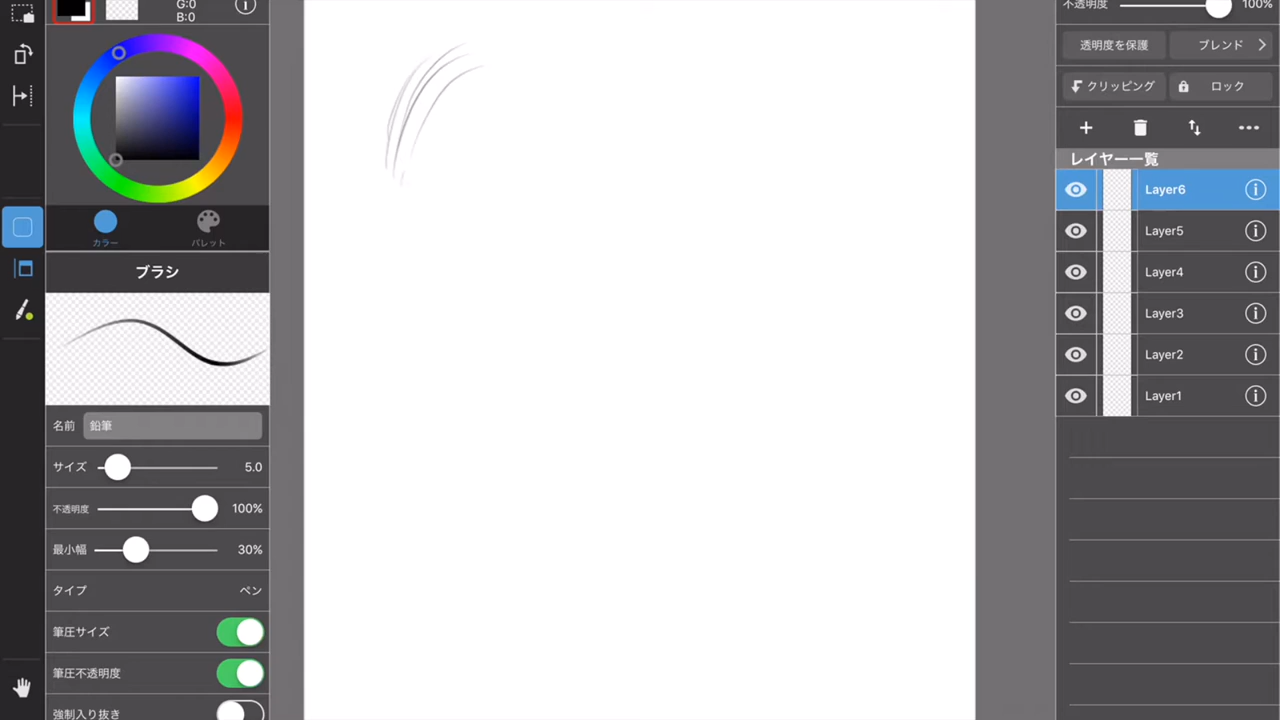 G:0
B:0
カラー
パレット
ブラシ
名前
鉛筆
サイズ
5.0
不透明度
100%
最小幅
30%
タイプ
ペン
筆圧サイズ
筆圧不透明度
強制入り抜き
不透明度
100%
透明度を保護
ブレンド
クリッピング
ロック
レイヤー一覧
Layer6
Layer5
Layer4
Layer3
Layer2
Layer1